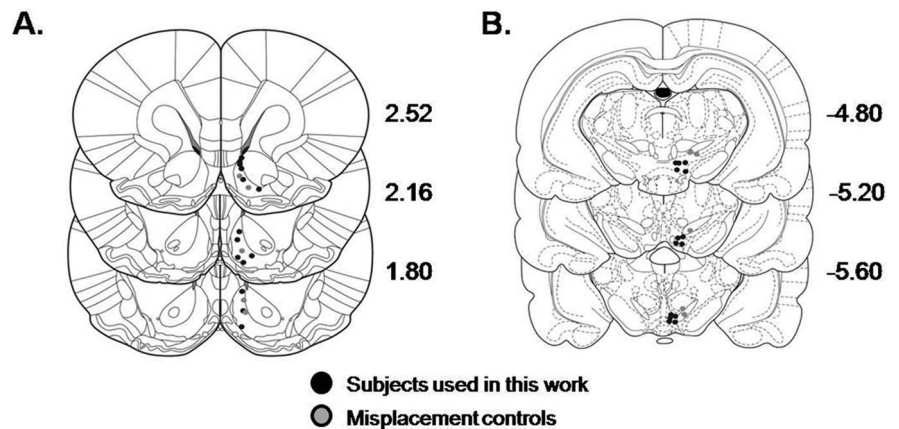 A.
B.
2.52
2.16
1.80
–4.80
–5.20
–5.60
Subjects used in this work
Misplacement controls